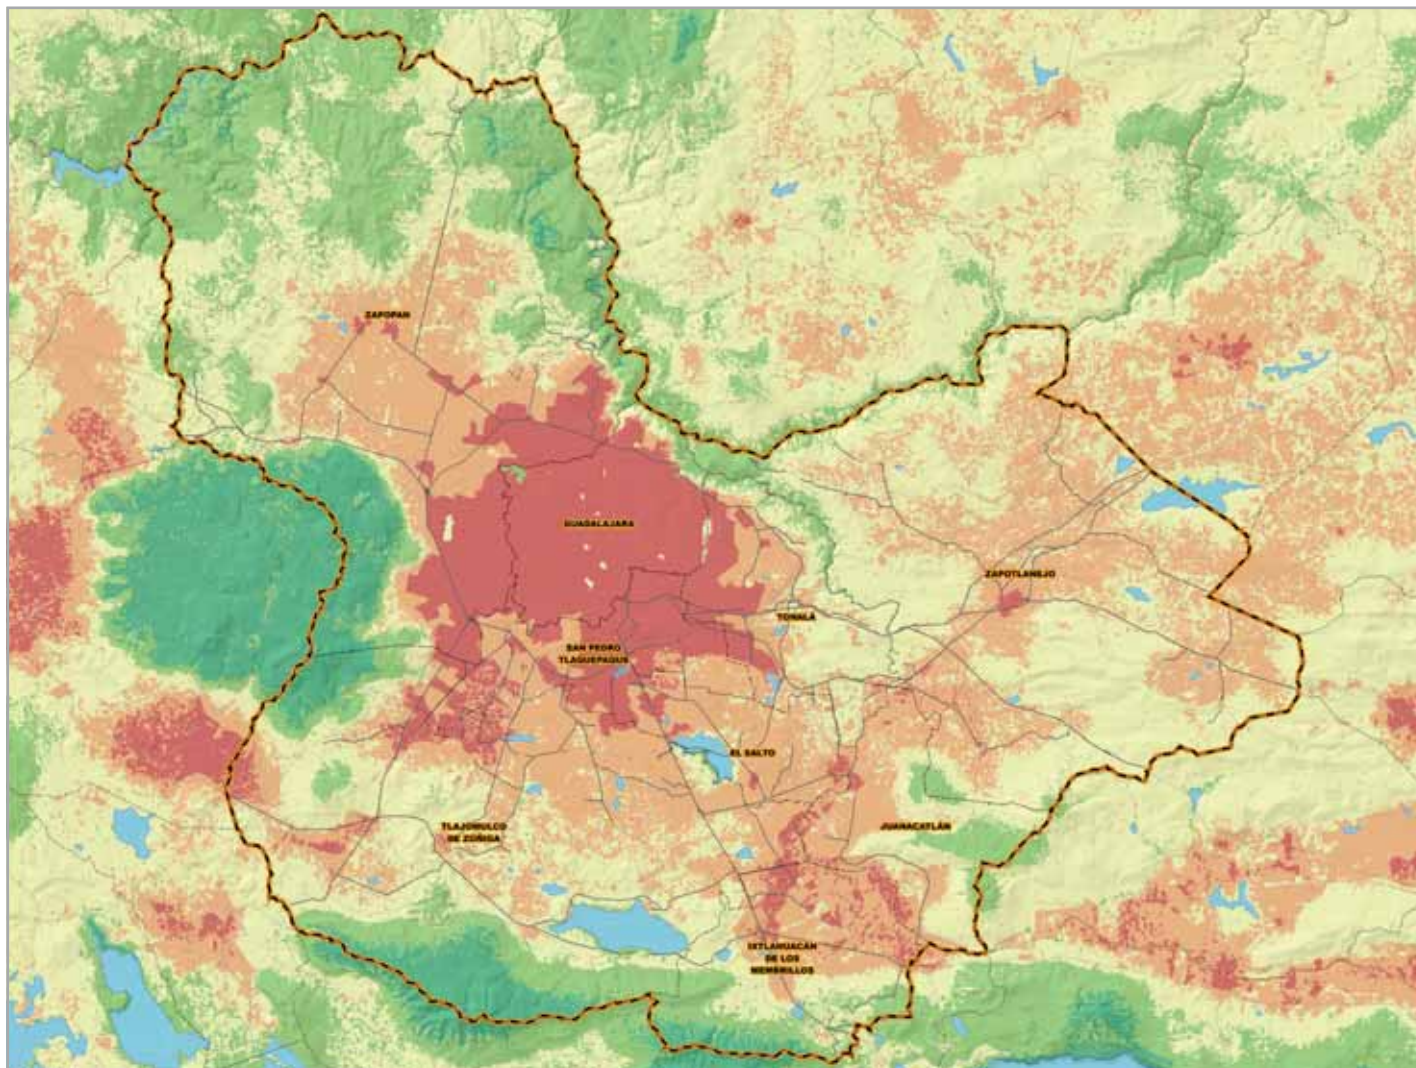 ZAPOPAN
GUADALAJARA
ZAPOTLANEJO
TONALÁ
SAN PEDRO
TLAQUEPAQUE
EL SALTO
TLAJOMULCO
DE ZÚÑIGA
JUANACATLÁN
IXTLAHUACÁN
DE LOS
MEMBRILLOS